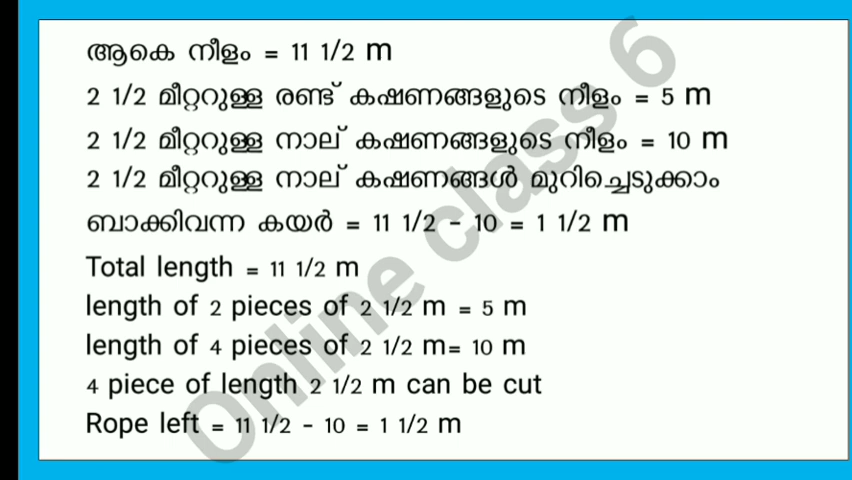 ആകെ നീളം = 11 1/2 m
2 1/2 മീറ്ററുള്ള രണ്ട് കഷണങ്ങളുടെ നീളം = 5 m
2 1/2 മീറ്ററുള്ള നാല് കഷണങ്ങളുടെ നീളം = 10 m
2 1/2 മീറ്ററുള്ള നാല് കഷണങ്ങൾ മുറിച്ചെടുക്കാം
ബാക്കിവന്ന കയർ = 11 1/2 - 10 = 1 1/2 m
Total length = 11 1/2 m
length of 2 pieces of 2 1/2 m = 5 m
length of 4 pieces of 2 1/2 m= 10 m
4 piece of length 2 1/2 m can be cut
Rope left = 11 1/2 - 10 = 1 1/2 m
Online class 6